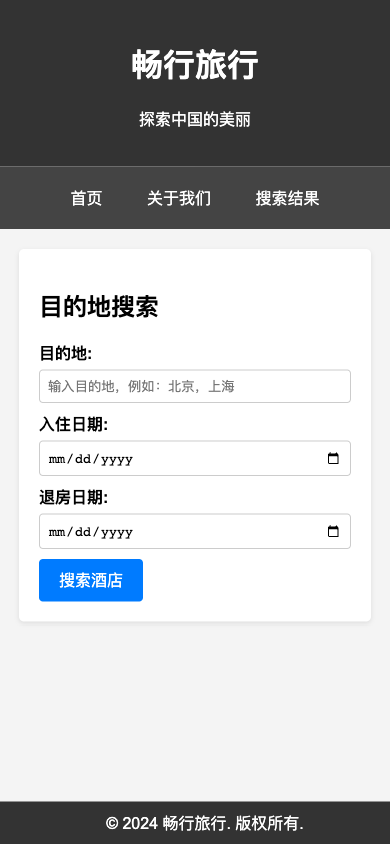 畅行旅行
探索中国的美丽
首页 关于我们 搜索结果
目的地搜索
目的地:
输入目的地，例如：北京，上海
入住日期:
mm/dd/yyyy
退房日期:
mm/dd/yyyy
搜索酒店
© 2024 畅行旅行. 版权所有.